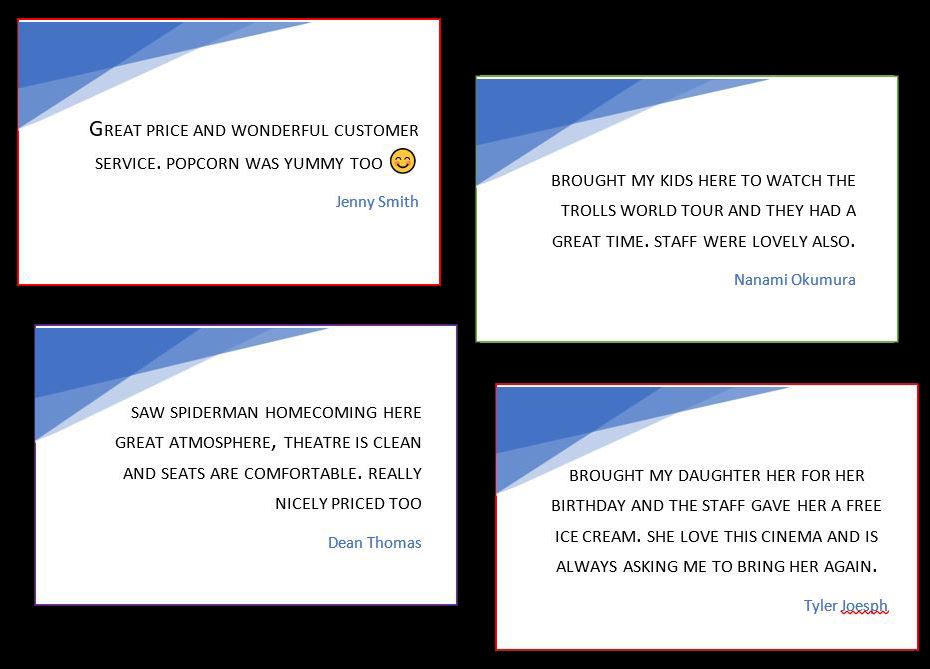 GREAT PRICE AND WONDERFUL CUSTOMER
SERVICE. POPCORN WAS YUMMY TOO 😊
Jenny Smith
BROUGHT MY KIDS HERE TO WATCH THE
TROLLS WORLD TOUR AND THEY HAD A
GREAT TIME. STAFF WERE LOVELY ALSO.
Nanami Okumura
SAW SPIDERMAN HOMECOMING HERE
GREAT ATMOSPHERE, THEATRE IS CLEAN
AND SEATS ARE COMFORTABLE. REALLY
NICELY PRICED TOO
Dean Thomas
BROUGHT MY DAUGHTER HER FOR HER
BIRTHDAY AND THE STAFF GAVE HER A FREE
ICE CREAM. SHE LOVE THIS CINEMA AND IS
ALWAYS ASKING ME TO BRING HER AGAIN.
Tyler Joesph